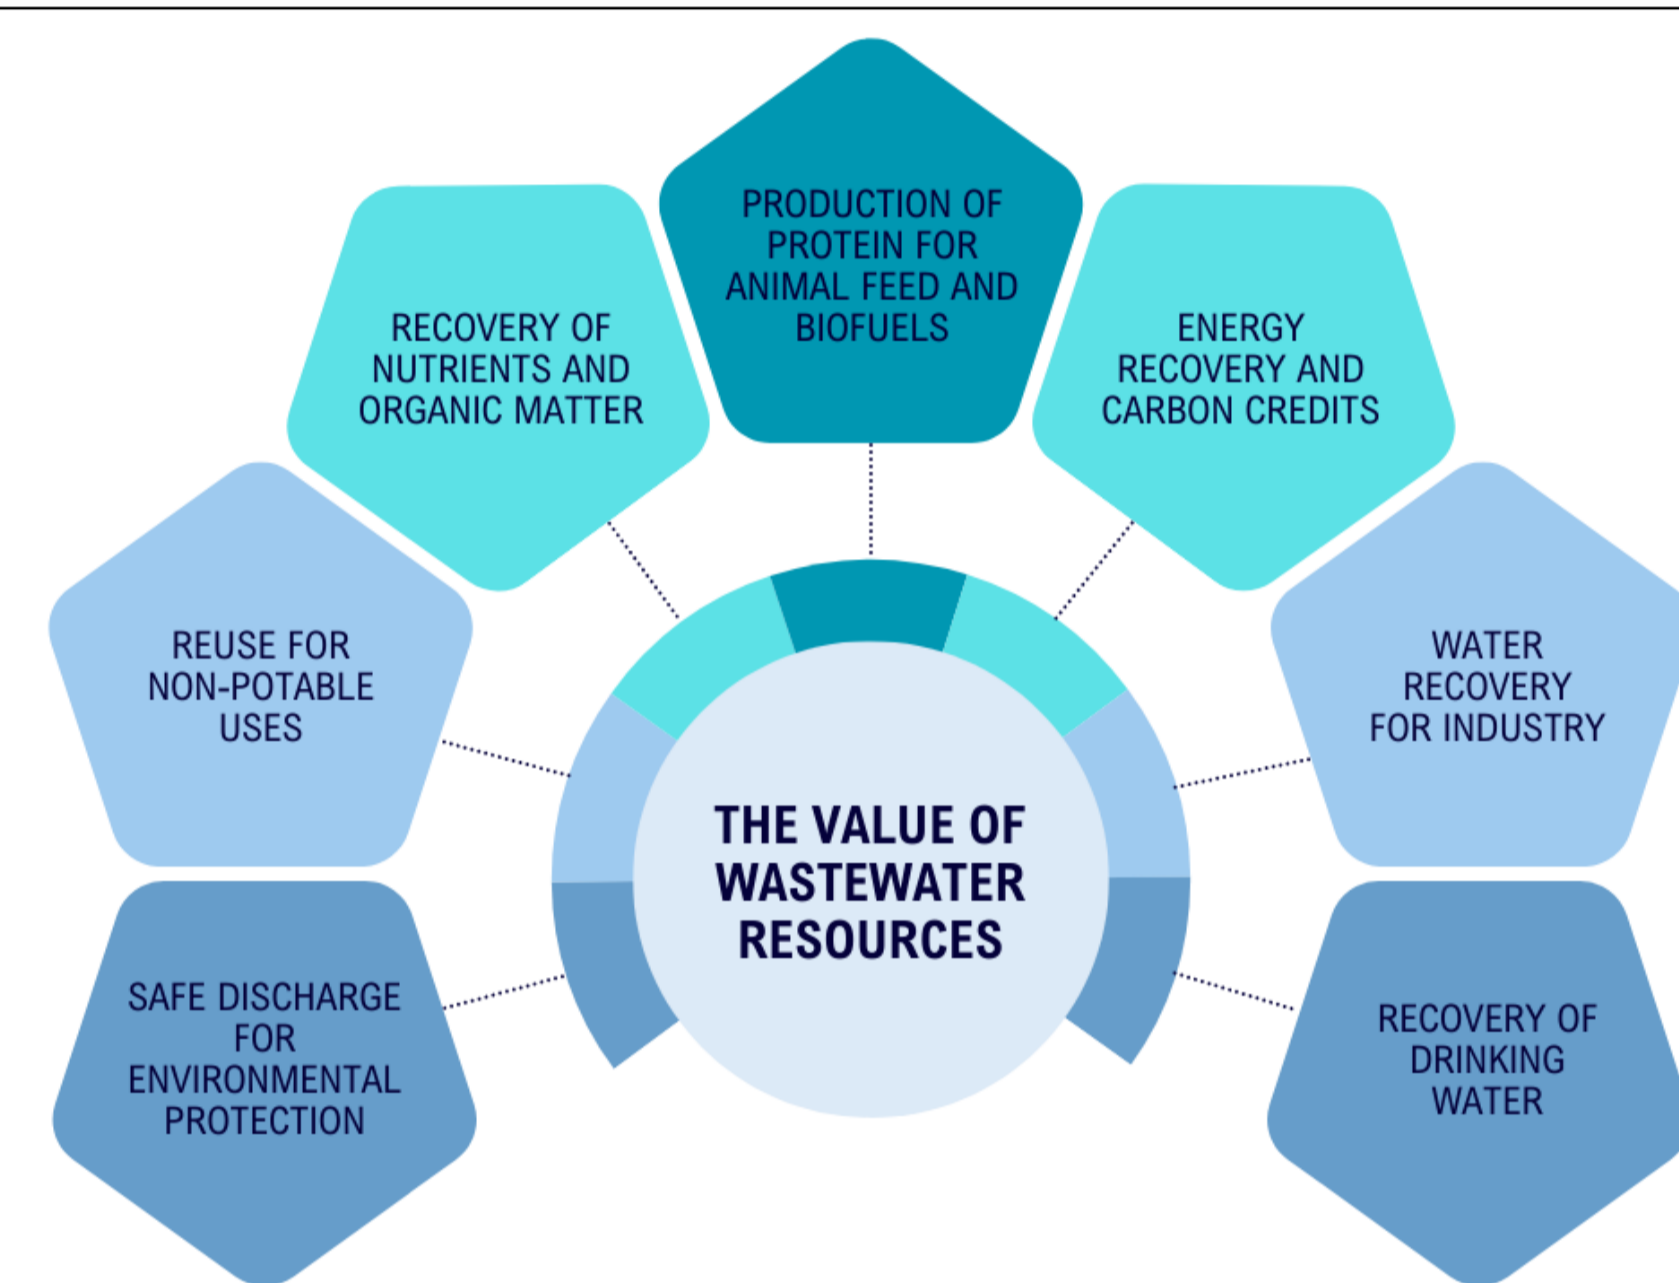 PRODUCTION OF
PROTEIN FOR
ANIMAL FEED AND
BIOFUELS
RECOVERY OF
NUTRIENTS AND
ORGANIC MATTER
ENERGY
RECOVERY AND
CARBON CREDITS
REUSE FOR
NON-POTABLE
USES
WATER
RECOVERY
FOR INDUSTRY
THE VALUE OF
WASTEWATER
RESOURCES
SAFE DISCHARGE
FOR
ENVIRONMENTAL
PROTECTION
RECOVERY OF
DRINKING
WATER